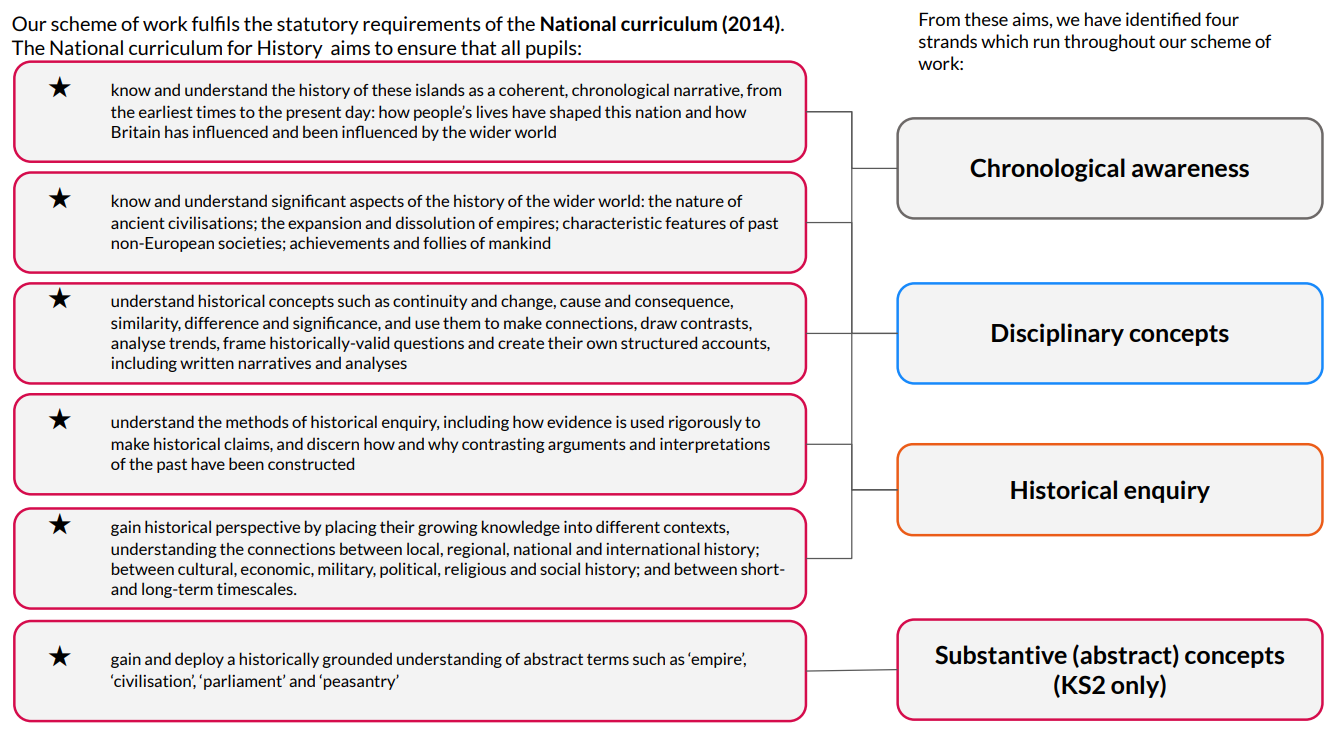 Our scheme of work fulfils the statutory requirements of the National curriculum (2014).
The National curriculum for History aims to ensure that all pupils:
know and understand the history of these islands as a coherent, chronological narrative, from
the earliest times to the present day: how people's lives have shaped this nation and how
Britain has influenced and been influenced by the wider world
know and understand significant aspects of the history of the wider world: the nature of
ancient civilisations; the expansion and dissolution of empires; characteristic features of past
non-European societies; achievements and follies of mankind
understand historical concepts such as continuity and change, cause and consequence,
similarity, difference and significance, and use them to make connections, draw contrasts,
analyse trends, frame historically-valid questions and create their own structured accounts,
including written narratives and analyses
understand the methods of historical enquiry, including how evidence is used rigorously to
make historical claims, and discern how and why contrasting arguments and interpretations
of the past have been constructed
gain historical perspective by placing their growing knowledge into different contexts,
understanding the connections between local, regional, national and international history;
between cultural, economic, military, political, religious and social history; and between short-
and long-term timescales.
gain and deploy a historically grounded understanding of abstract terms such as ‘empire’,
‘civilisation’, ‘parliament’ and ‘peasantry’
From these aims, we have identified four
strands which run throughout our scheme of
work:
Chronological awareness
Disciplinary concepts
Historical enquiry
Substantive (abstract) concepts
(KS2 only)